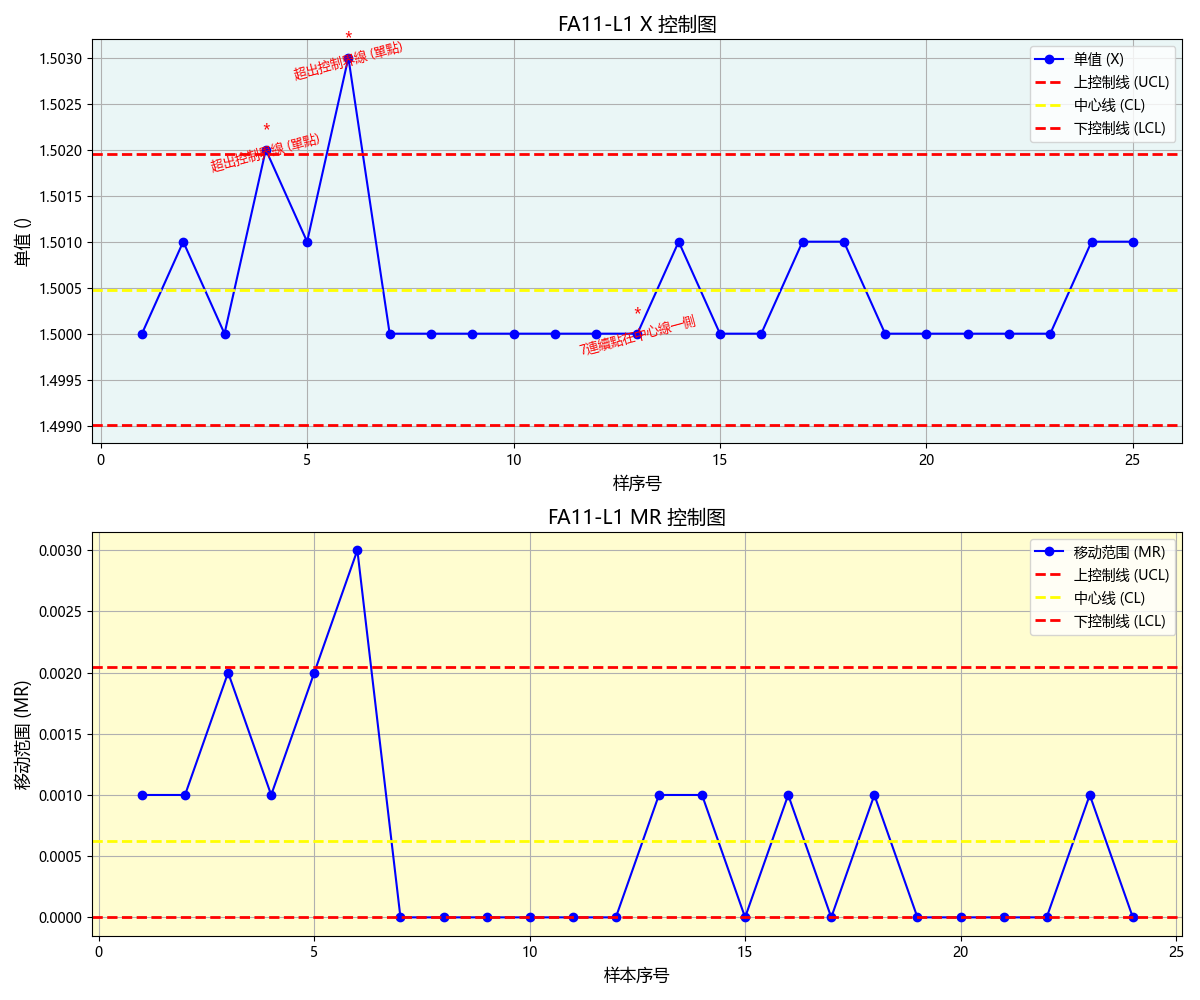 FA11-L1 X 控制图
单值 ()
1.5030
1.5025
1.5020
1.5015
1.5010
1.5005
1.5000
1.4995
1.4990
*
超出控制界線 (單點)
*
超出控制界線 (單點)
*
7連續點在中心線一側
单值 (X)
上控制线 (UCL)
中心线 (CL)
下控制线 (LCL)
0 5 10 15 20 25
样序号
FA11-L1 MR 控制图
移动范围 (MR)
0.0030
0.0025
0.0020
0.0015
0.0010
0.0005
0.0000
移动范围 (MR)
上控制线 (UCL)
中心线 (CL)
下控制线 (LCL)
0 5 10 15 20 25
样本序号